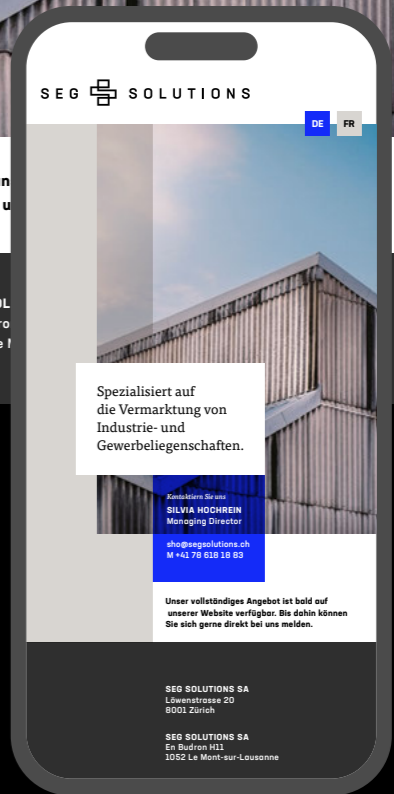 SEG SOLUTIONS
DE FR
Spezialisiert auf
die Vermarktung von
Industrie- und
Gewerbeliegenschaften.
Kontaktiern Sie uns
SILVIA HOCHREIN
Managing Director
sho@segsolutions.ch
M +41 78 618 18 83
Unser vollständiges Angebot ist bald auf
unserer Website verfügbar. Bis dahin können
Sie sich gerne direkt bei uns melden.
SEG SOLUTIONS SA
Löwenstrasse 20
8001 Zürich
SEG SOLUTIONS SA
En Budron H11
1052 Le Mont-sur-Lausanne